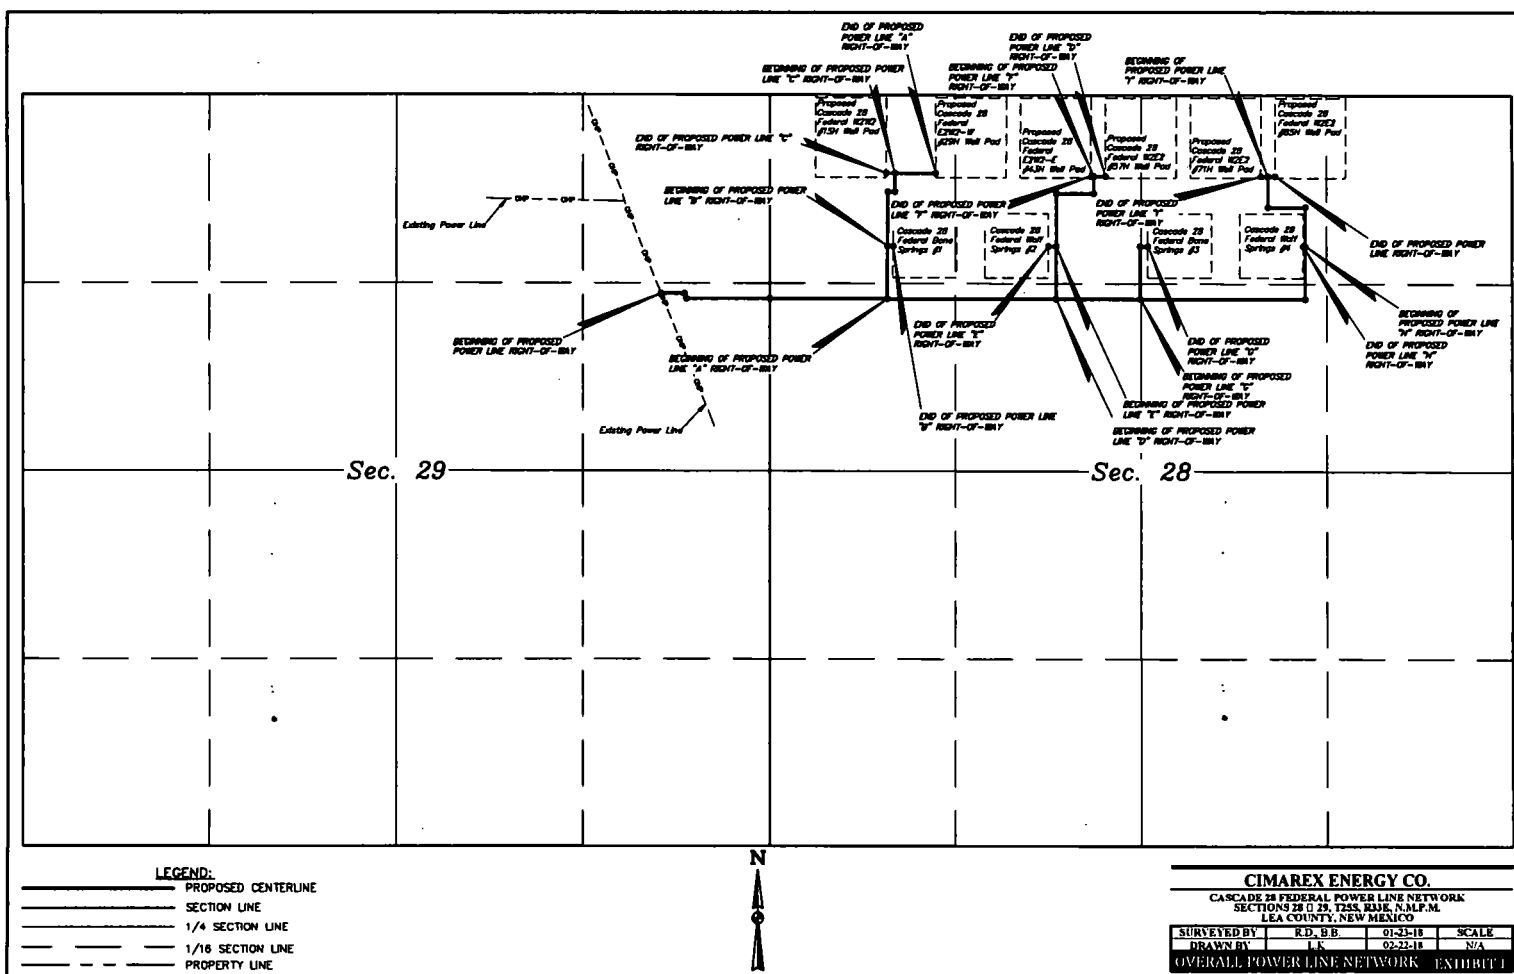 END OF PROPOSED
POWER LINE "A"
RIGHT-OF-WAY
BEGINNING OF PROPOSED POWER
LINE "C" RIGHT-OF-WAY
END OF PROPOSED
POWER LINE "D"
RIGHT-OF-WAY
BEGINNING OF PROPOSED
POWER LINE "F"
RIGHT-OF-WAY
BEGINNING OF
PROPOSED POWER LINE
"I" RIGHT-OF-WAY
Proposed
Cascade 28
Federal W2W2
#15H Well Pad
Proposed
Cascade 28
Federal
E2W2-W
#29H Well Pad
Proposed
Cascade 28
Federal
E2W2-E
#43H Well Pad
Proposed
Cascade 28
Federal W2E2
#57H Well Pad
Proposed
Cascade 28
Federal W2E2
#71H Well Pad
Proposed
Cascade 28
Federal W2E2
#85H Well Pad
END OF PROPOSED POWER LINE "C"
RIGHT-OF-WAY
BEGINNING OF PROPOSED POWER
LINE "B" RIGHT-OF-WAY
END OF PROPOSED POWER
LINE "F" RIGHT-OF-WAY
END OF PROPOSED
POWER LINE "I"
RIGHT-OF-WAY
OHP
OHP
Existing Power Line
Cascade 28
Federal Bone
Springs #1
Cascade 28
Federal Wolf
Springs #2
Cascade 28
Federal Bone
Springs #3
Cascade 28
Federal Wolf
Springs #4
END OF PROPOSED POWER
LINE RIGHT-OF-WAY
BEGINNING OF PROPOSED
POWER LINE RIGHT-OF-WAY
BEGINNING OF PROPOSED POWER
LINE "A" RIGHT-OF-WAY
END OF PROPOSED
POWER LINE "E"
RIGHT-OF-WAY
END OF PROPOSED
POWER LINE "G"
RIGHT-OF-WAY
BEGINNING OF
PROPOSED POWER LINE
"H" RIGHT-OF-WAY
END OF PROPOSED
POWER LINE "H"
RIGHT-OF-WAY
BEGINNING OF PROPOSED
POWER LINE "G"
RIGHT-OF-WAY
BEGINNING OF PROPOSED POWER
LINE "E" RIGHT-OF-WAY
END OF PROPOSED POWER LINE
"B" RIGHT-OF-WAY
BEGINNING OF PROPOSED POWER
LINE "D" RIGHT-OF-WAY
Existing Power Line
Sec. 29
Sec. 28
N
LEGEND:
PROPOSED CENTERLINE
SECTION LINE
1/4 SECTION LINE
1/16 SECTION LINE
PROPERTY LINE
CIMAREX ENERGY CO.
CASCADE 28 FEDERAL POWER LINE NETWORK
SECTIONS 28 & 29, T25S, R33E, N.M.P.M.
LEA COUNTY, NEW MEXICO
SURVEYED BY R.D., B.B. 01-23-18 SCALE
DRAWN BY L.K. 02-22-18 N/A
OVERALL POWER LINE NETWORK EXHIBIT 1